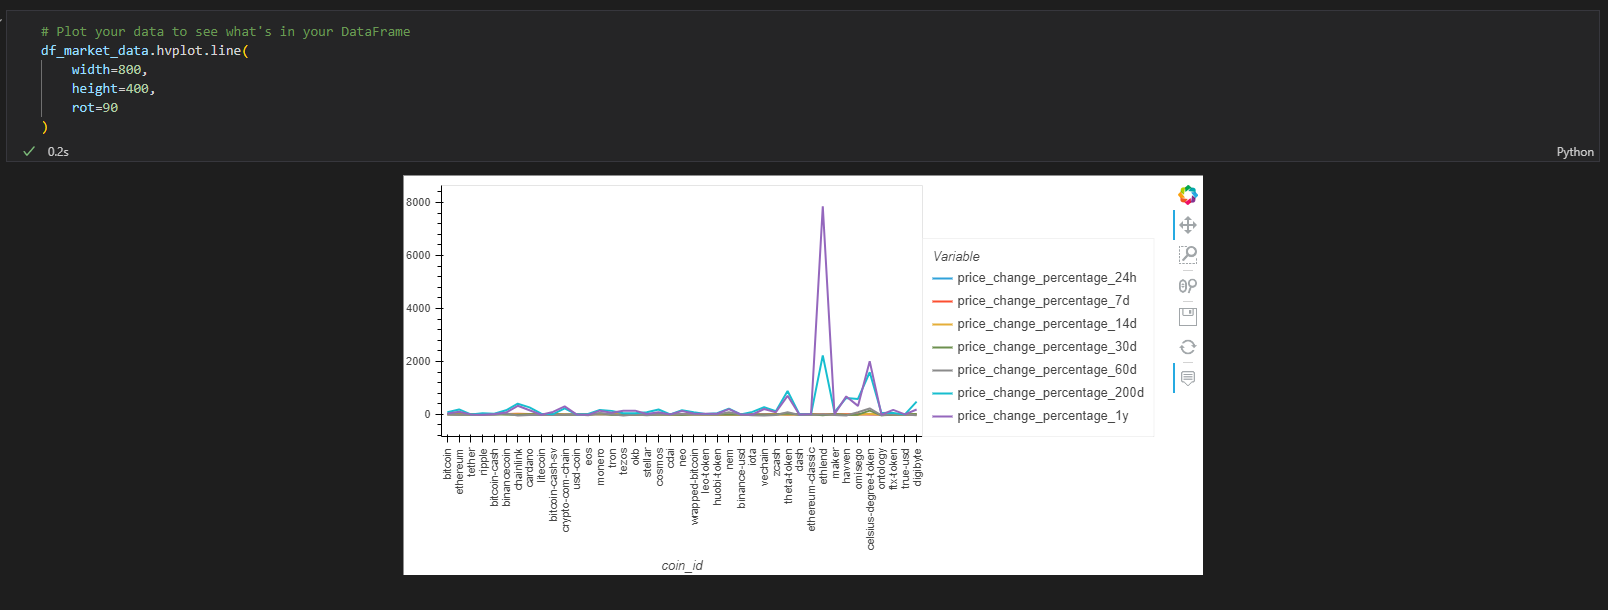 # Plot your data to see what's in your DataFrame
df_market_data.hvplot.line(
width=800,
height=400,
rot=90
)
0.2s
Python
8000
6000
4000
2000
0
Variable
price_change_percentage_24h
price_change_percentage_7d
price_change_percentage_14d
price_change_percentage_30d
price_change_percentage_60d
price_change_percentage_200d
price_change_percentage_1y
bitcoin
ethereum
tether
ripple
bitcoin-cash
binancecoin
chainlink
cardano
litecoin
bitcoin-cash-sv
crypto-com-chain
usd-coin
eos
monero
tron
tezos
okb
stellar
cosmos
cdai
neo
wrapped-bitcoin
leo-token
huobi-token
nem
binance-usd
iota
vechain
zcash
theta-token
dash
ethereum-classic
ethlend
maker
havven
omisego
celsius-degree-token
ontology
ftx-token
true-usd
digibyte
coin_id